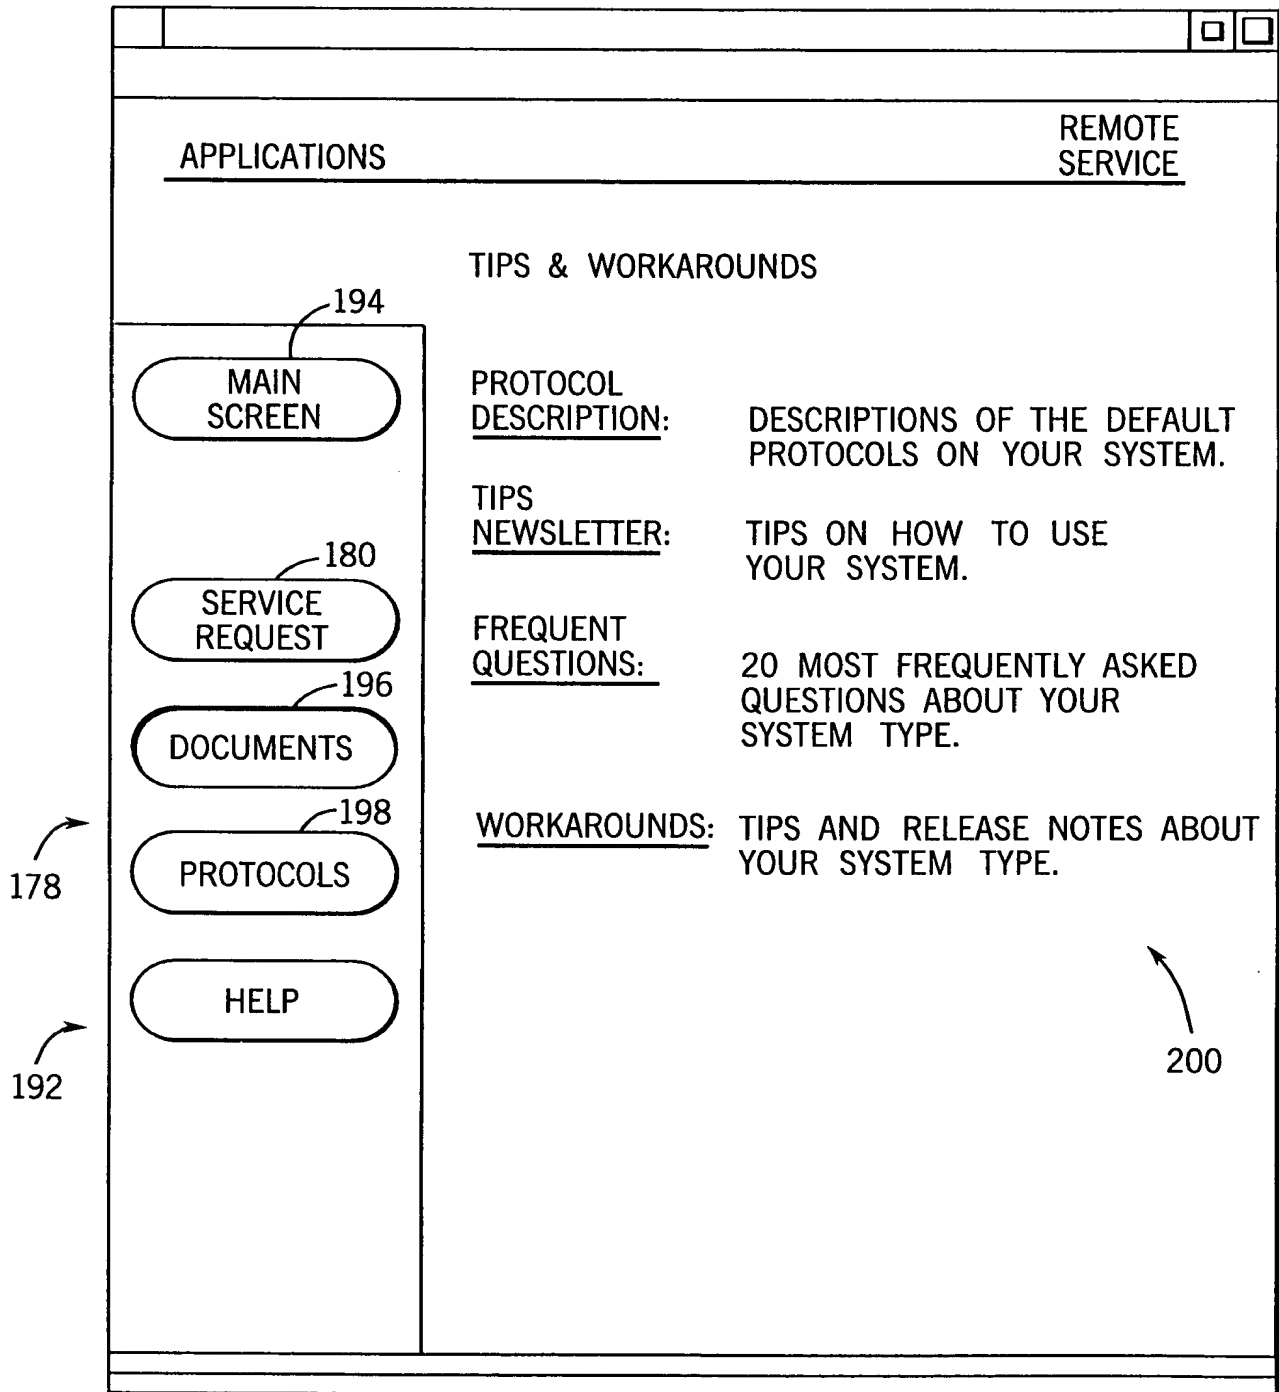 APPLICATIONS
REMOTE
SERVICE
TIPS & WORKAROUNDS
194
MAIN
SCREEN
180
SERVICE
REQUEST
196
DOCUMENTS
198
PROTOCOLS
178
HELP
192
PROTOCOL
DESCRIPTION:
DESCRIPTIONS OF THE DEFAULT
PROTOCOLS ON YOUR SYSTEM.
TIPS
NEWSLETTER:
TIPS ON HOW TO USE
YOUR SYSTEM.
FREQUENT
QUESTIONS:
20 MOST FREQUENTLY ASKED
QUESTIONS ABOUT YOUR
SYSTEM TYPE.
WORKAROUNDS:
TIPS AND RELEASE NOTES ABOUT
YOUR SYSTEM TYPE.
200